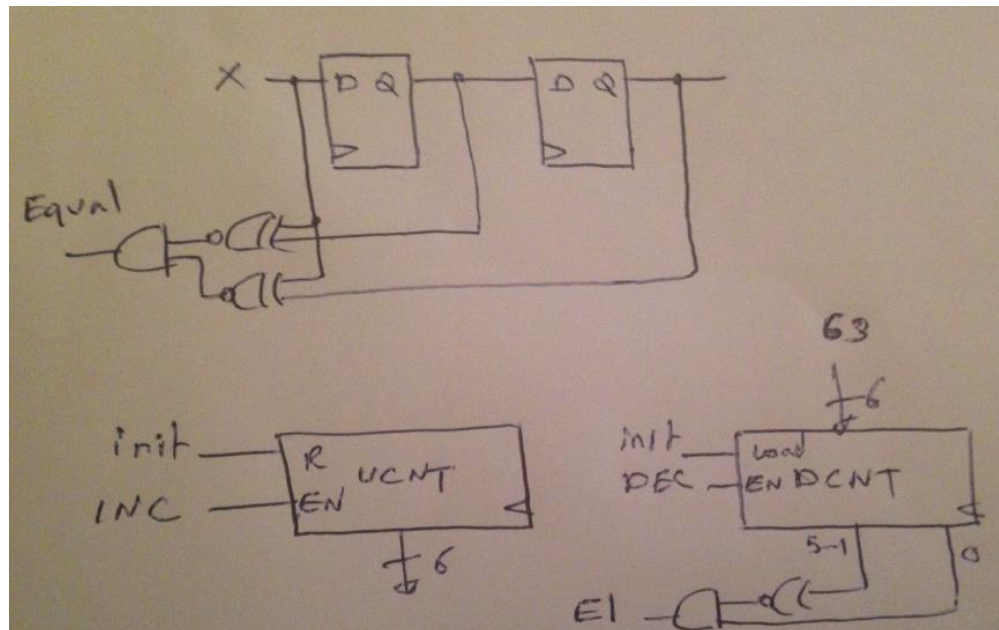 X D Q D Q
Equal
63
6
init R UCNT
INC EN
6
init Load
DEC EN DCNT
5-1 0
E1